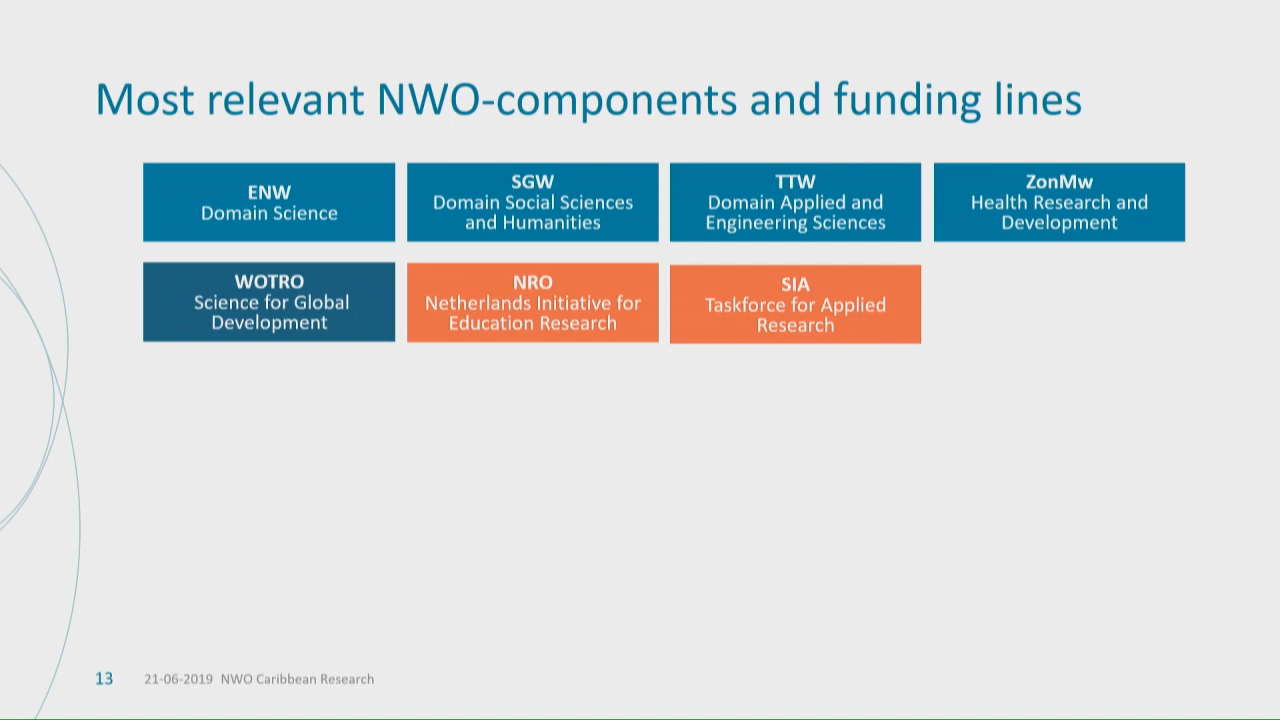 Most relevant NWO-components and funding lines
ENW
Domain Science
SGW
Domain Social Sciences
and Humanities
TTW
Domain Applied and
Engineering Sciences
ZonMw
Health Research and
Development
WOTRO
Science for Global
Development
NRO
Netherlands Initiative for
Education Research
SIA
Taskforce for Applied
Research
13 21-06-2019 NWO Caribbean Research